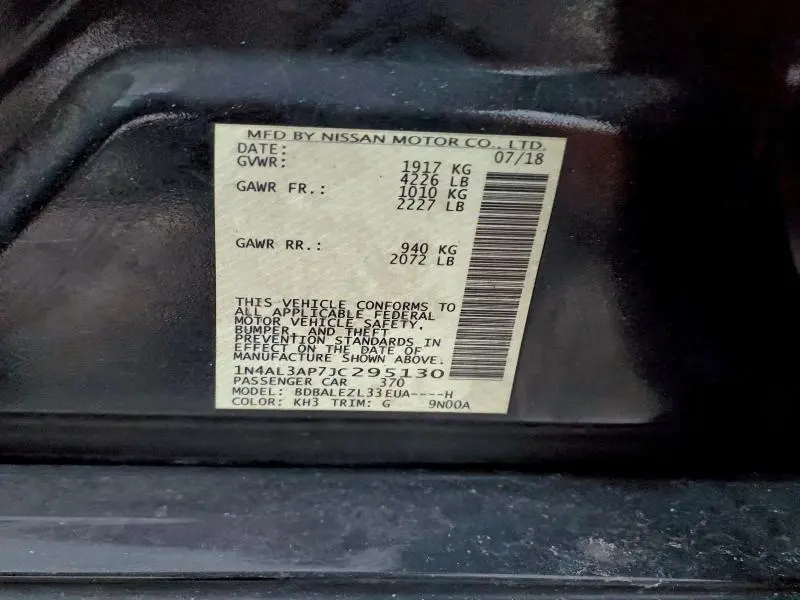 MFD BY NISSAN MOTOR CO., LTD.
DATE: 07/18
GVWR: 1917 KG
4226 LB
GAWR FR.: 1010 KG
2227 LB
GAWR RR.: 940 KG
2072 LB
THIS VEHICLE CONFORMS TO
ALL APPLICABLE FEDERAL
MOTOR VEHICLE SAFETY,
BUMPER, AND THEFT
PREVENTION STANDARDS IN
EFFECT ON THE DATE OF
MANUFACTURE SHOWN ABOVE.
1N4AL3AP7JC295130
PASSENGER CAR 370
MODEL: BDBALEZL33EUA----H
COLOR: KH3 TRIM: G 9N00A